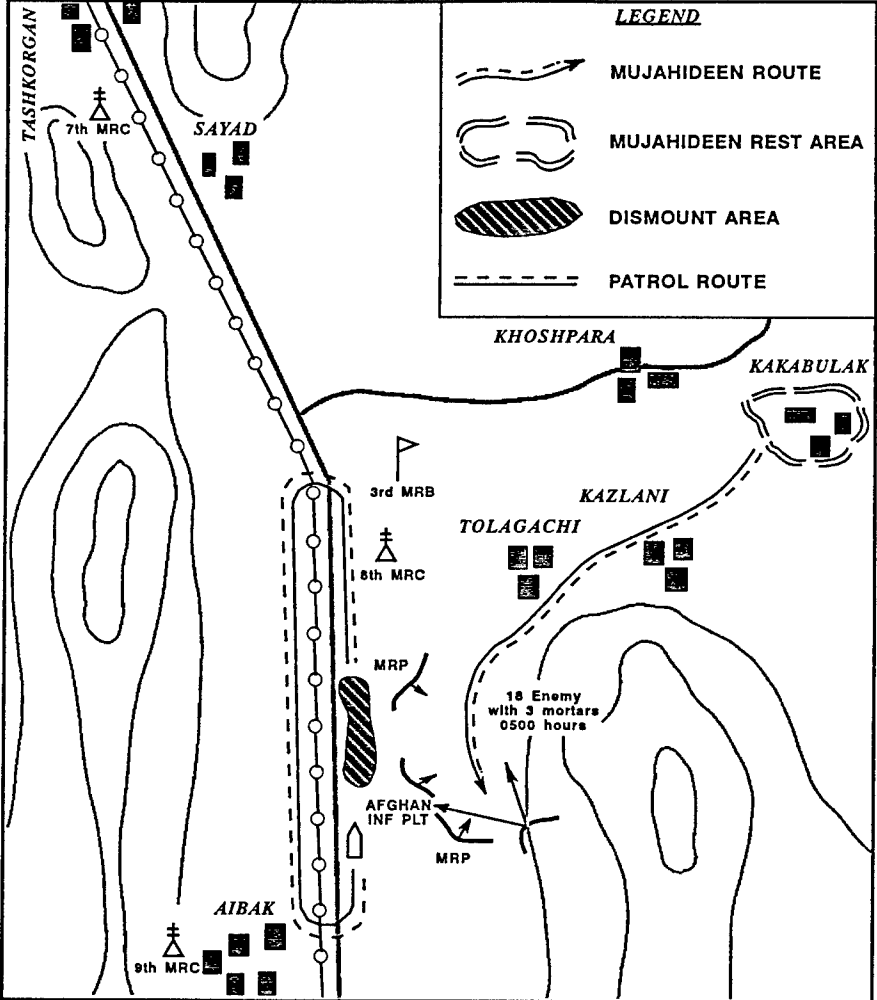 LEGEND
MUJAHIDEEN ROUTE
MUJAHIDEEN REST AREA
DISMOUNT AREA
PATROL ROUTE
TASHKORGAN
7th MRC
SAYAD
KHOSHPARA
KAKABULAK
3rd MRB
KAZLANI
TOLAGACHI
8th MRC
MRP
18 Enemy
with 3 mortars
0500 hours
AFGHAN
INF PLT
MRP
AIBAK
9th MRC